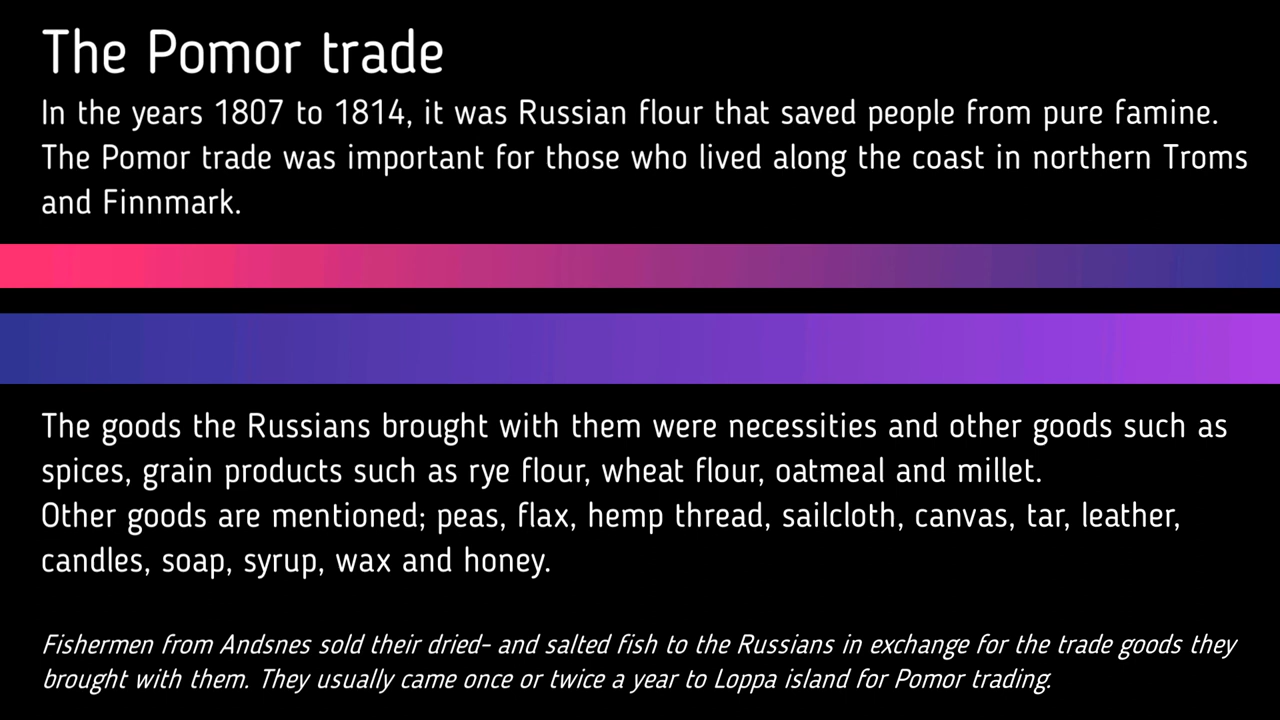 The Pomor trade
In the years 1807 to 1814, it was Russian flour that saved people from pure famine.
The Pomor trade was important for those who lived along the coast in northern Troms
and Finnmark.
The goods the Russians brought with them were necessities and other goods such as
spices, grain products such as rye flour, wheat flour, oatmeal and millet.
Other goods are mentioned; peas, flax, hemp thread, sailcloth, canvas, tar, leather,
candles, soap, syrup, wax and honey.
Fishermen from Andsnes sold their dried- and salted fish to the Russians in exchange for the trade goods they
brought with them. They usually came once or twice a year to Loppa island for Pomor trading.